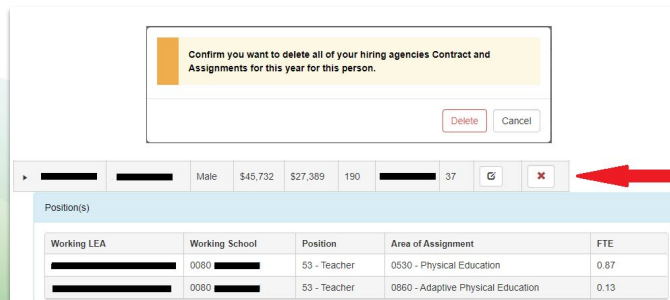 Confirm you want to delete all of your hiring agencies Contract and
Assignments for this year for this person.
Delete Cancel
Male $45,732 $27,389 190 37
Position(s)
Working LEA Working School Position Area of Assignment FTE
0080 53 - Teacher 0530 - Physical Education 0.87
0080 53 - Teacher 0860 - Adaptive Physical Education 0.13